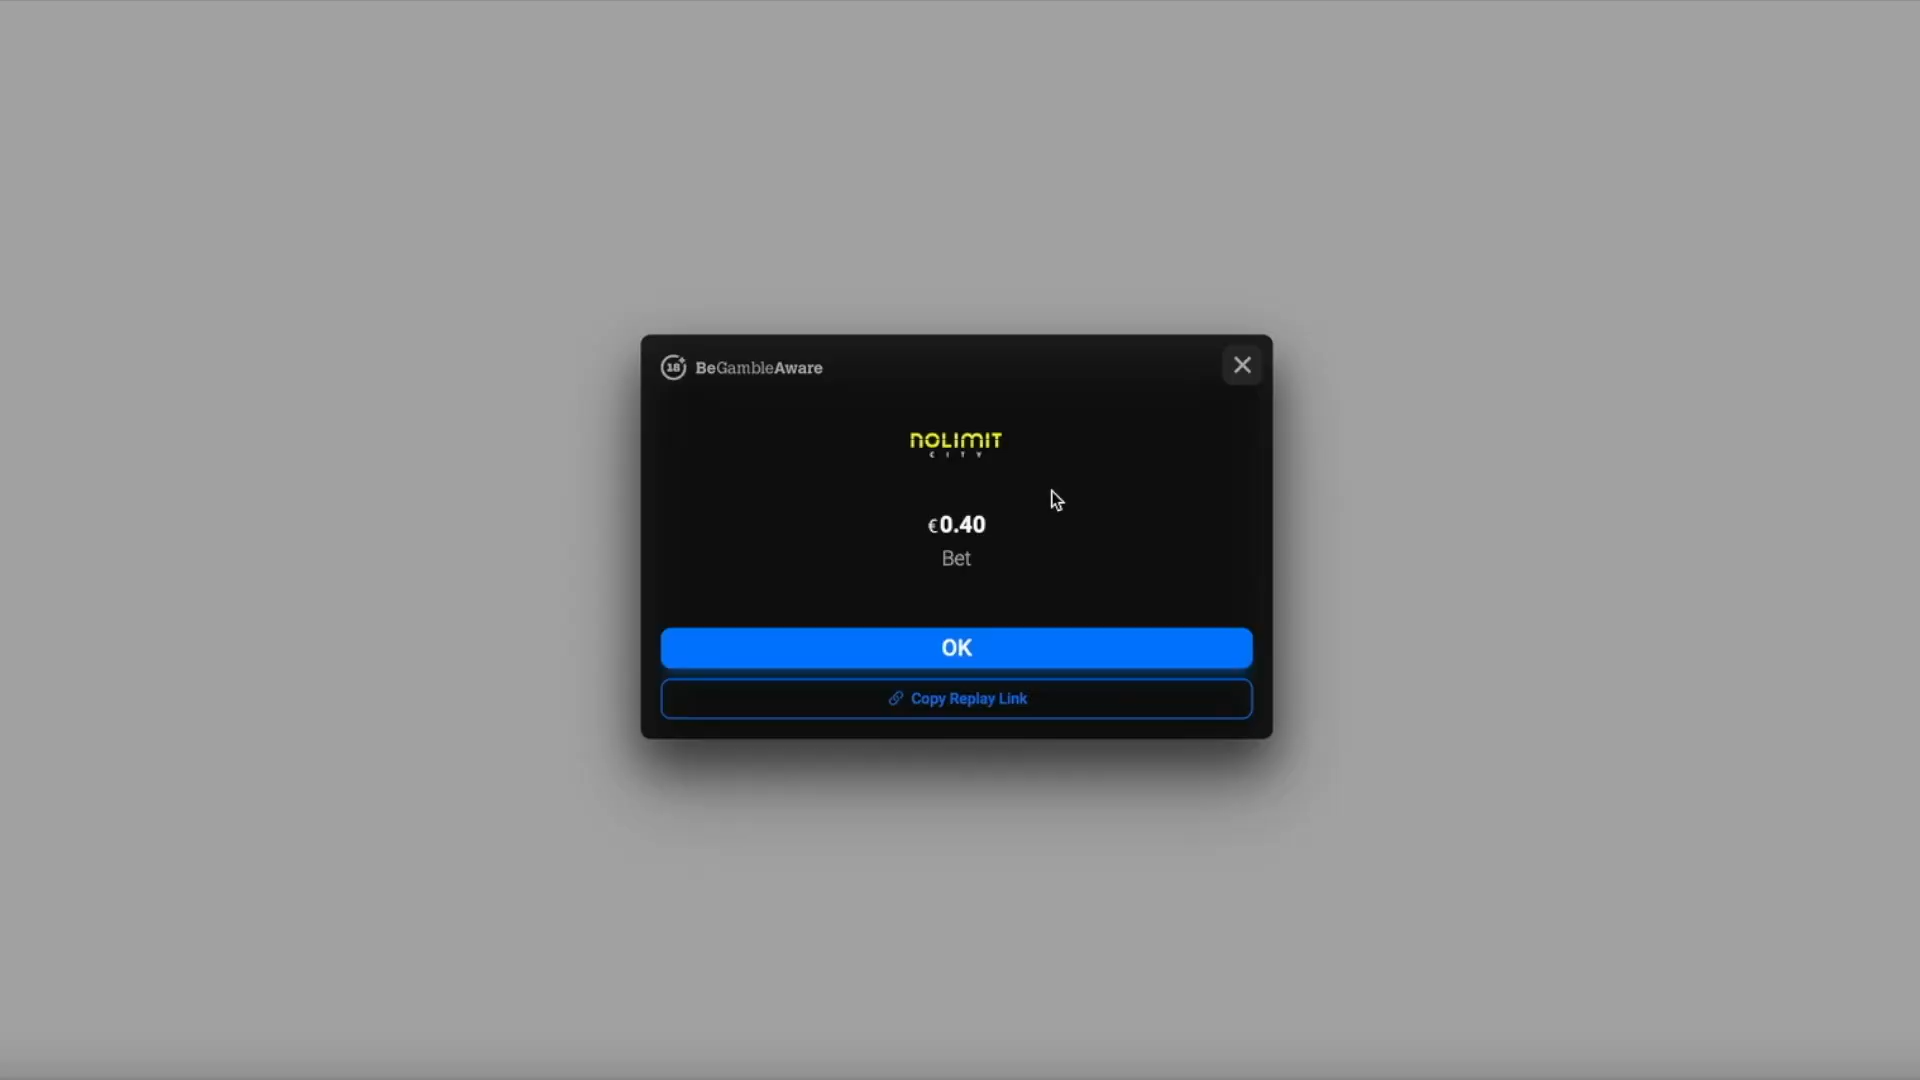 18+ BeGambleAware
NOLIMIT
CITY
€0.40
Bet
OK
Copy Replay Link